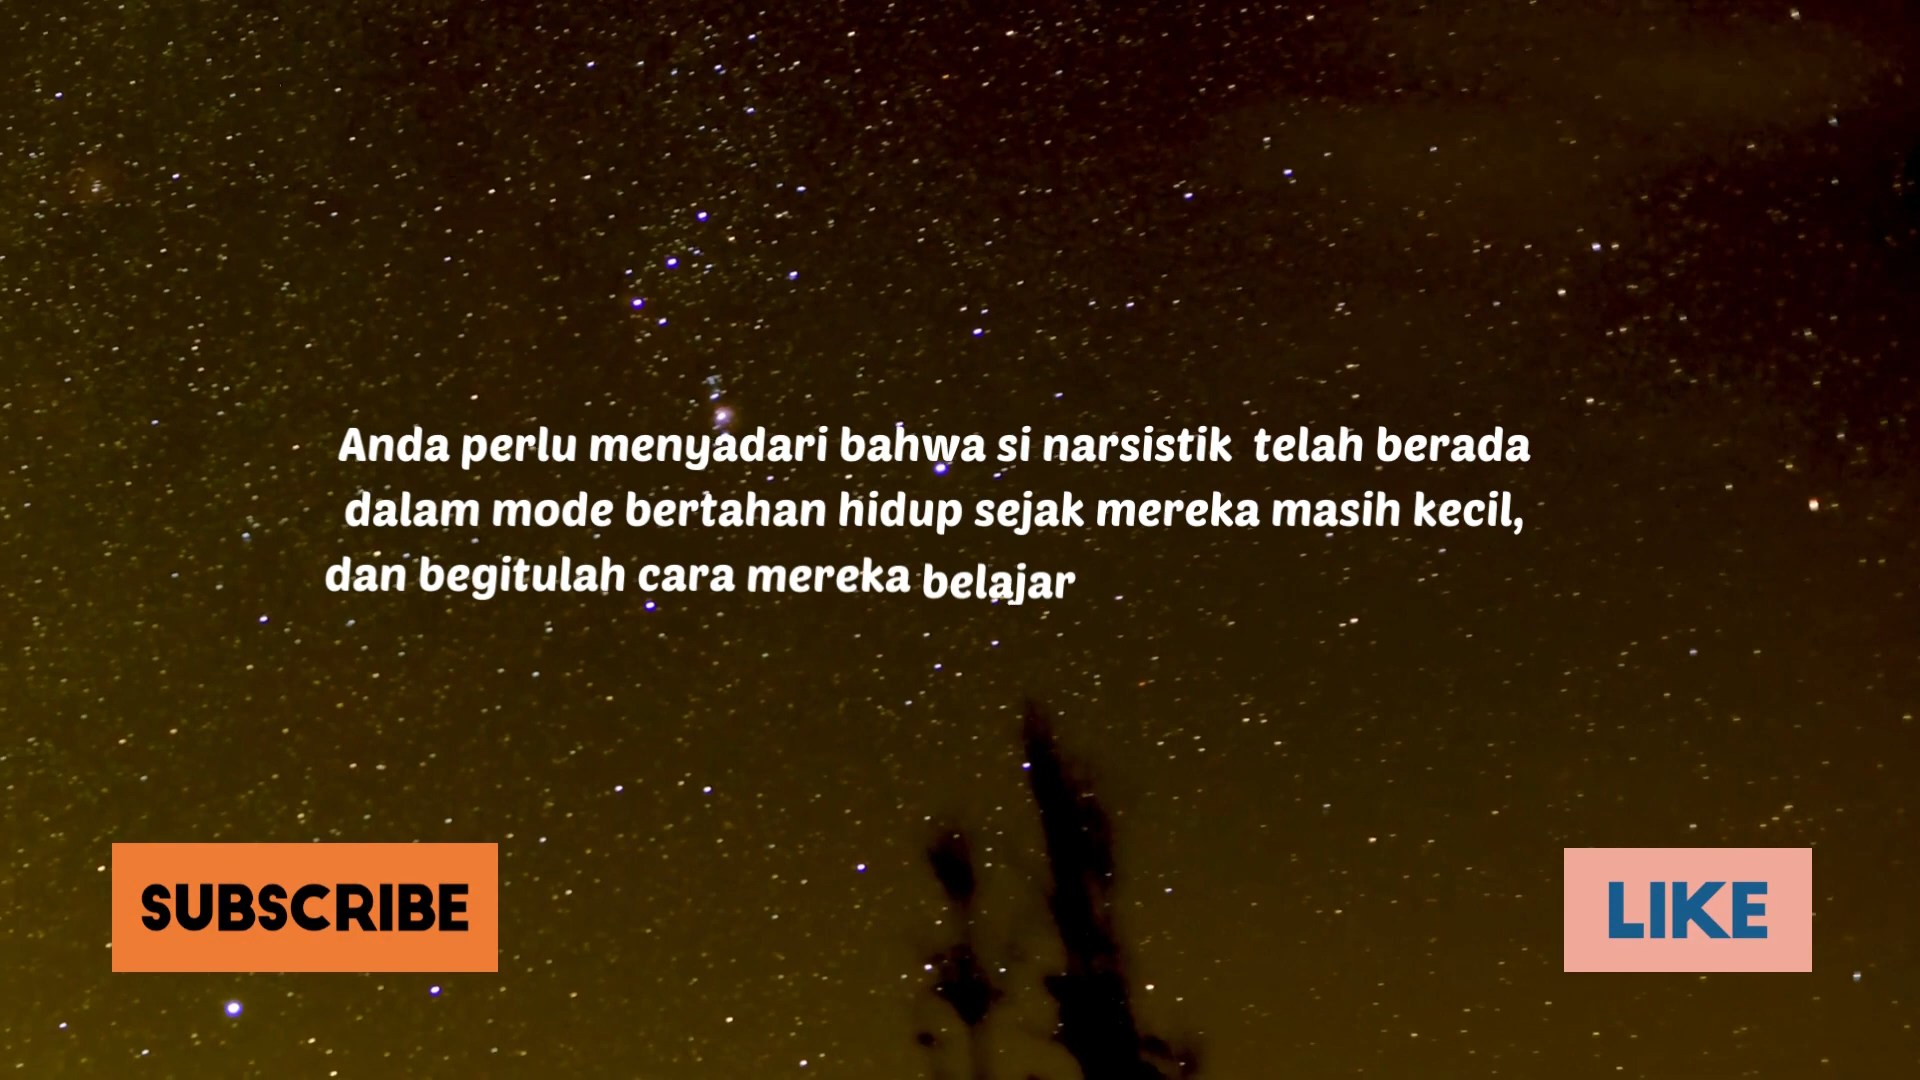 Anda perlu menyadari bahwa si narsistik telah berada
dalam mode bertahan hidup sejak mereka masih kecil,
dan begitulah cara mereka belajar
SUBSCRIBE
LIKE